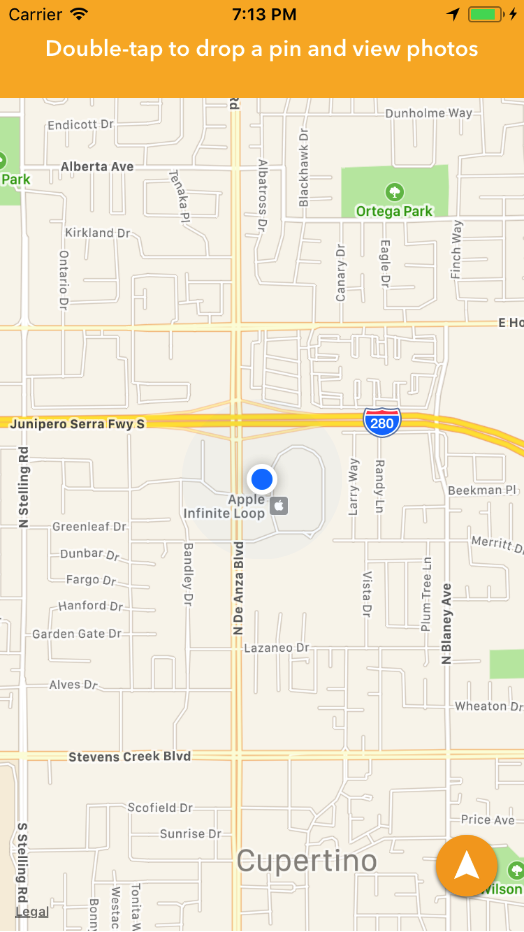 Carrier 7:13 PM
Double-tap to drop a pin and view photos
Rd
Dunholme Way
Endicott Dr
Alberta Ave
Park
Tenaka Pl
Albatross Dr
Blackhawk Dr
Ortega Park
Kirkland Dr
Ontario Dr
Canary Dr
Eagle Dr
Finch Way
E Ho
Junipero Serra Fwy S
280
N Stelling Rd
Larry Way
Randy Ln
Beekman Pl
Apple
Infinite Loop
Greenleaf Dr
Dunbar Dr
Fargo Dr
Hanford Dr
Garden Gate Dr
Bandley Dr
N De Anza Blvd
Merritt Dr
Vista Dr
Plum Tree Ln
N Blaney Ave
Lazaneo Dr
Alves Dr
Wheaton Dr
Stevens Creek Blvd
Scofield Dr
Sunrise Dr
Price Ave
Cupertino
S Stelling Rd
Bonny
Westac
Tonita W
Wilson
Legal